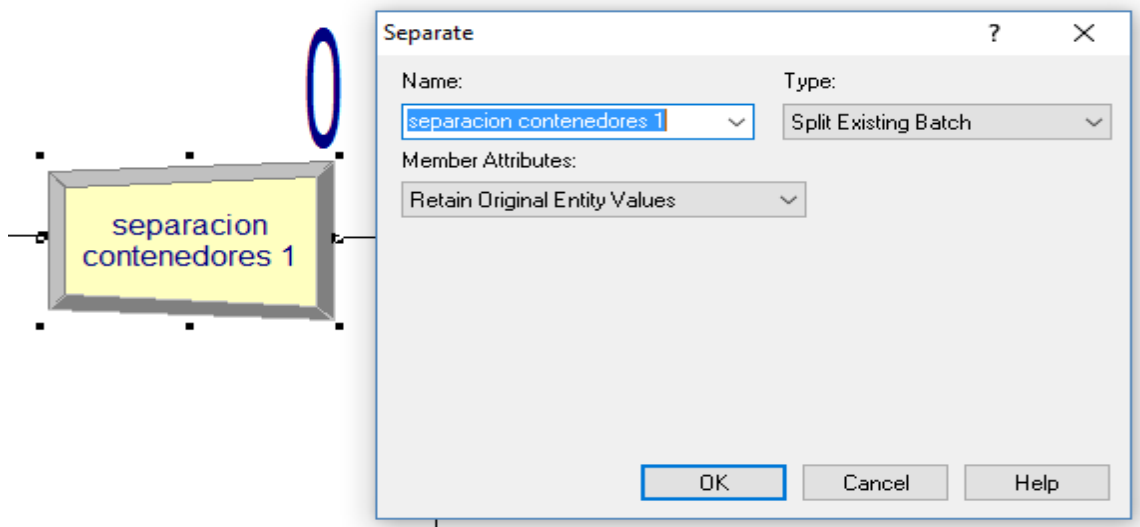 0
separacion
contenedores 1
Separate ?
Name: Type:
separacion contenedores 1 Split Existing Batch
Member Attributes:
Retain Original Entity Values
OK Cancel Help